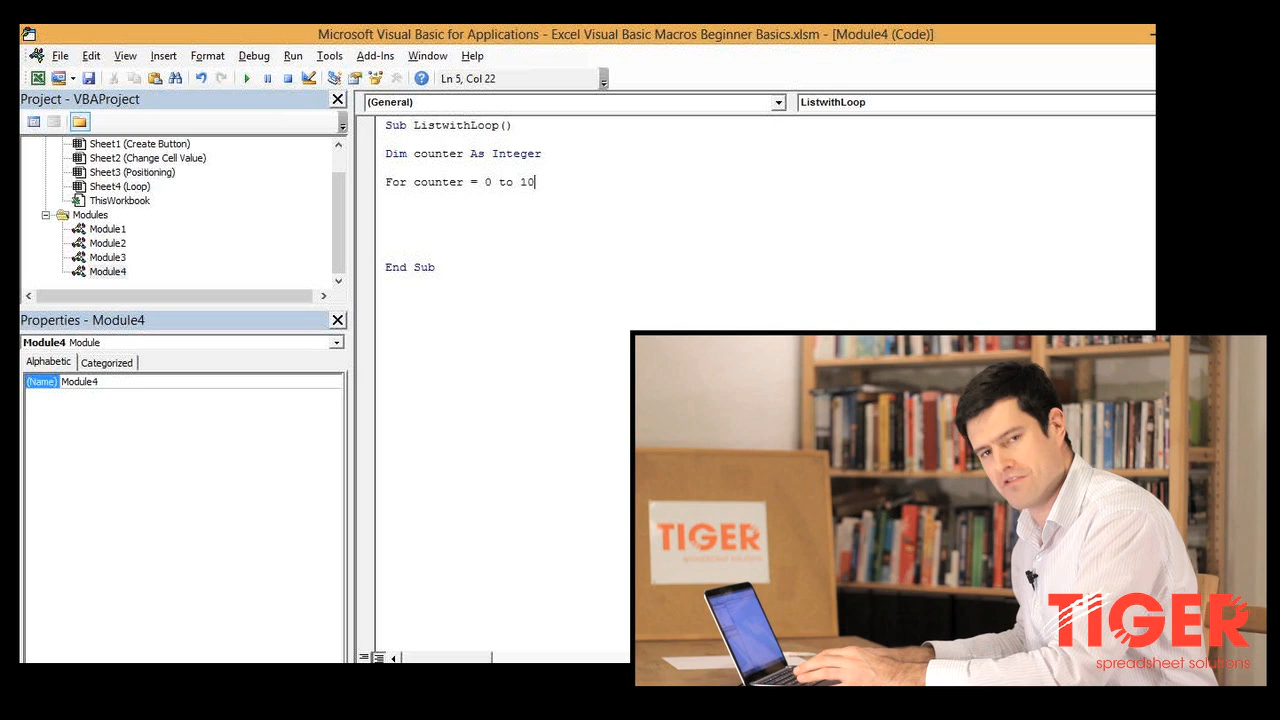 Microsoft Visual Basic for Applications - Excel Visual Basic Macros Beginner Basics.xlsm - [Module4 (Code)]
File Edit View Insert Format Debug Run Tools Add-Ins Window Help
Ln 5, Col 22
Project - VBAProject
Sheet1 (Create Button)
Sheet2 (Change Cell Value)
Sheet3 (Positioning)
Sheet4 (Loop)
ThisWorkbook
Modules
Module1
Module2
Module3
Module4
Properties - Module4
Module4 Module
Alphabetic Categorized
(Name) Module4
(General) ListwithLoop
Sub ListwithLoop()
Dim counter As Integer
For counter = 0 to 10
End Sub
TIGER
spreadsheet solutions
TIGER
spreadsheet solutions